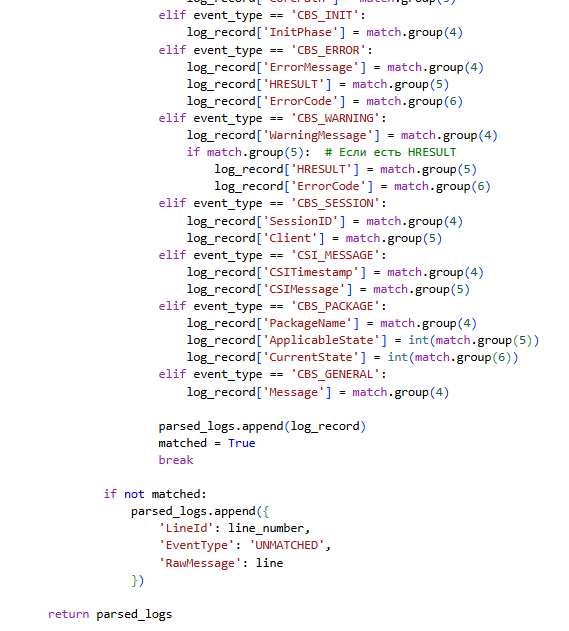 elif event_type == 'CBS_INIT':
log_record['InitPhase'] = match.group(4)
elif event_type == 'CBS_ERROR':
log_record['ErrorMessage'] = match.group(4)
log_record['HRESULT'] = match.group(5)
log_record['ErrorCode'] = match.group(6)
elif event_type == 'CBS_WARNING':
log_record['WarningMessage'] = match.group(4)
if match.group(5):  # Если есть HRESULT
log_record['HRESULT'] = match.group(5)
log_record['ErrorCode'] = match.group(6)
elif event_type == 'CBS_SESSION':
log_record['SessionID'] = match.group(4)
log_record['Client'] = match.group(5)
elif event_type == 'CSI_MESSAGE':
log_record['CSITimestamp'] = match.group(4)
log_record['CSIMessage'] = match.group(5)
elif event_type == 'CBS_PACKAGE':
log_record['PackageName'] = match.group(4)
log_record['ApplicableState'] = int(match.group(5))
log_record['CurrentState'] = int(match.group(6))
elif event_type == 'CBS_GENERAL':
log_record['Message'] = match.group(4)
parsed_logs.append(log_record)
matched = True
break
if not matched:
parsed_logs.append({
'LineId': line_number,
'EventType': 'UNMATCHED',
'RawMessage': line
})
return parsed_logs